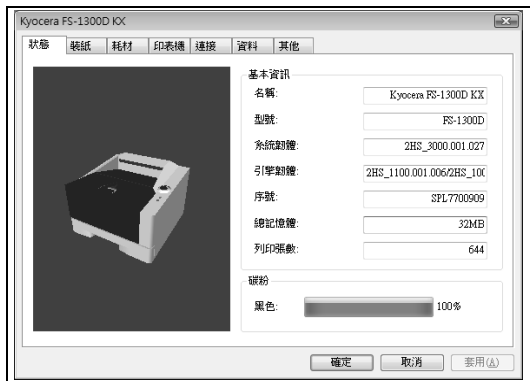 Kyocera FS-1300D KX
狀態 裝紙 耗材 印表機 連接 資料 其他
基本資訊
名稱: Kyocera FS-1300D KX
型號: FS-1300D
系統韌體: 2HS_3000.001.027
引擎韌體: 2HS_1100.001.006/2HS_10(
序號: SPL7700909
總記憶體: 32MB
列印張數: 644
碳粉
黑色: 100%
確定 取消 套用(A)